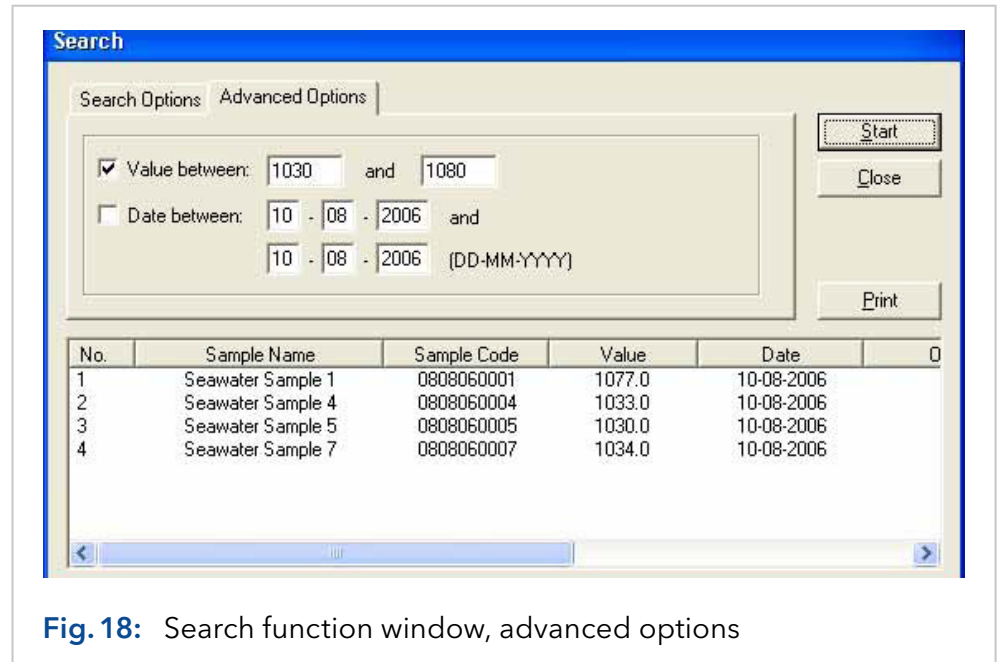 Search
Search Options Advanced Options
Start
Value between: 1030 and 1080
Close
Date between: 10 - 08 - 2006 and
10 - 08 - 2006 (DD-MM-YYYY)
Print
No. Sample Name Sample Code Value Date O
1 Seawater Sample 1 0808060001 1077.0 10-08-2006
2 Seawater Sample 4 0808060004 1033.0 10-08-2006
3 Seawater Sample 5 0808060005 1030.0 10-08-2006
4 Seawater Sample 7 0808060007 1034.0 10-08-2006
Fig. 18: Search function window, advanced options